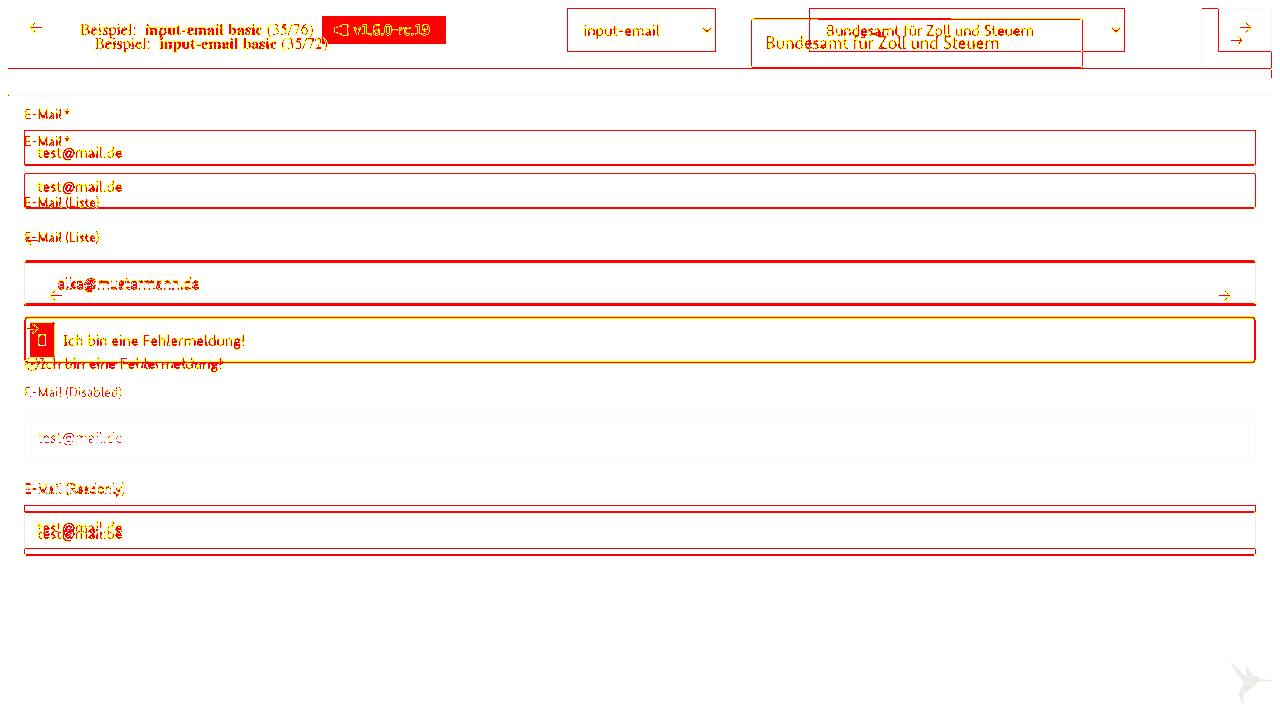 Beispiel: input-email basic (35/76) v1.6.0-rc.19 input-email Bundesamt für Zoll und Steuern
Beispiel: input-email basic (35/72) Bundesamt für Zoll und Steuern
E-Mail*
E-Mail*
test@mail.de
test@mail.de
E-Mail (Liste)
E-Mail (Liste)
Ich bin eine Fehlermeldung!
Ich bin eine Fehlermeldung!
E-Mail (Disabled)
test@mail.de
E-Mail (Readonly)
test@mail.de
test@mail.de